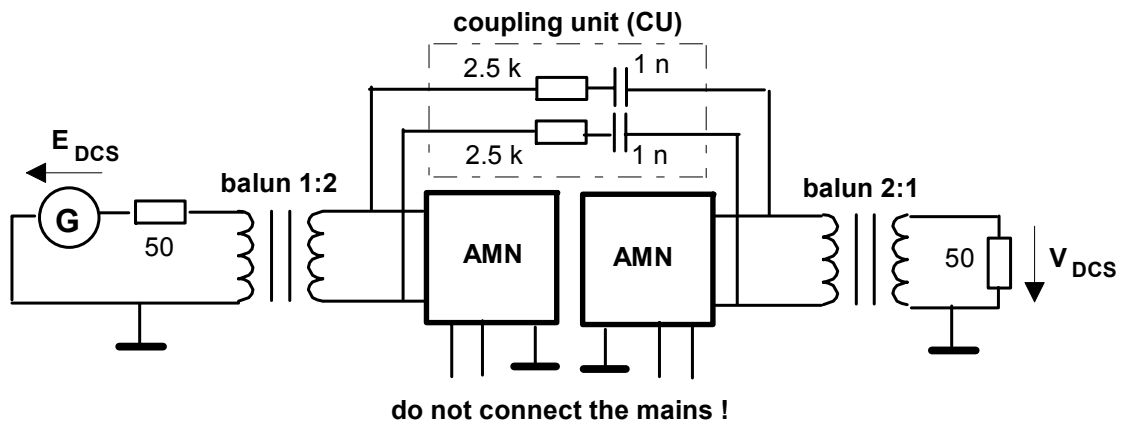 coupling unit (CU)
2.5 k
1 n
2.5 k
1 n
E DCS
balun 1:2
balun 2:1
G
50
AMN
AMN
50
V DCS
do not connect the mains !